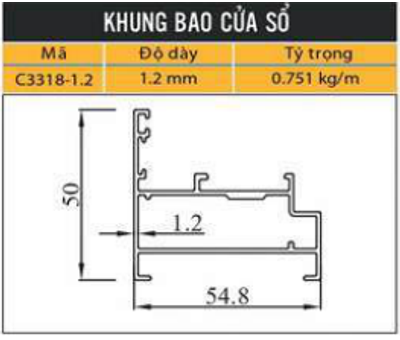 KHUNG BAO CỬA SỔ
Mã Độ dày Tỷ trọng
C3318-1.2 1.2 mm 0.751 kg/m
50
1.2
54.8